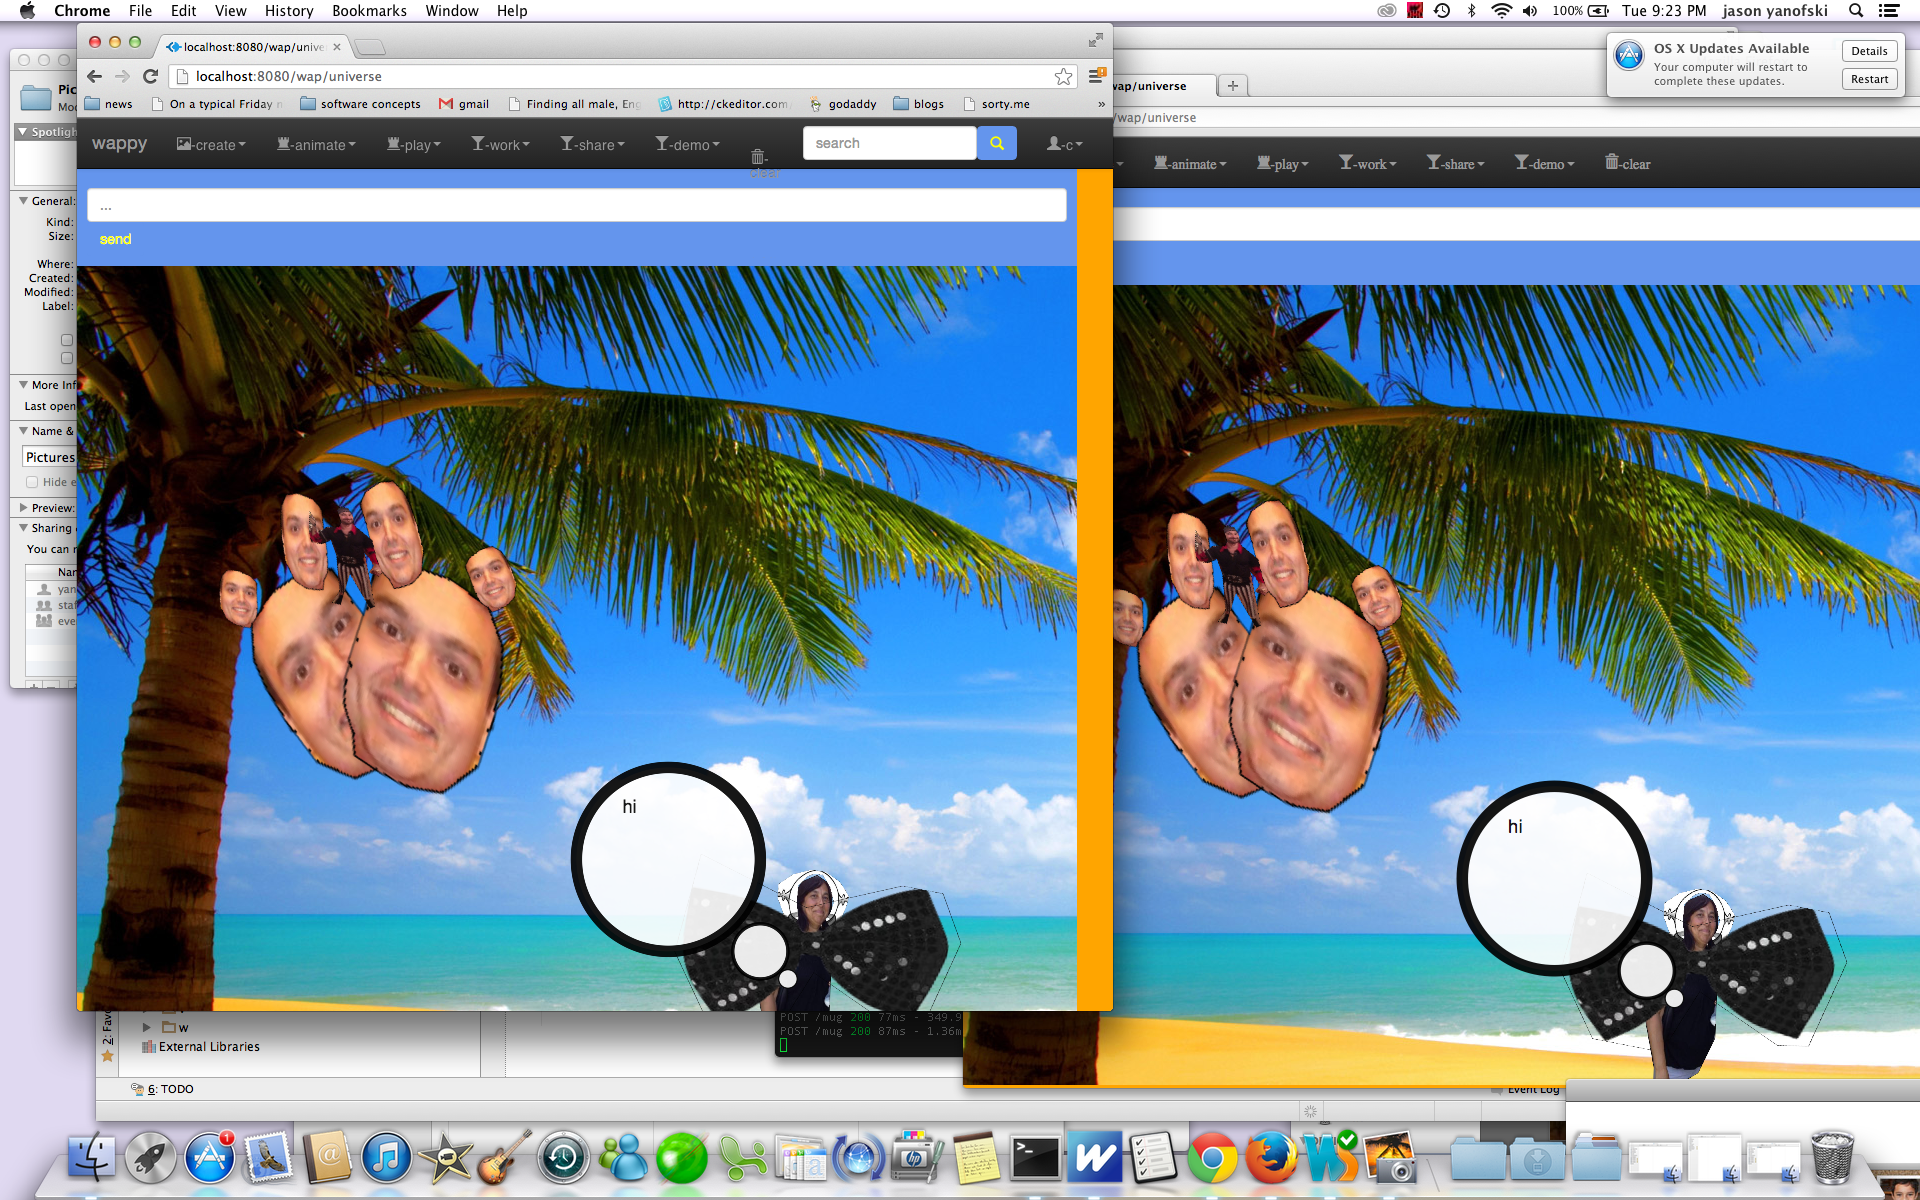 Chrome File Edit View History Bookmarks Window Help
100% Tue 9:23 PM jason yanofski
OS X Updates Available
Your computer will restart to
complete these updates.
Details
Restart
localhost:8080/wap/unive
localhost:8080/wap/universe
news On a typical Friday n software concepts gmail Finding all male, Eng http://ckeditor.com godaddy blogs sorty.me »
wappy -create -animate -play -work -share -demo -clear search -c
...
send
hi
wap/universe
/wap/universe
-animate -play -work -share -demo -clear
hi
Pic
Mod
Spotligh
General:
Kind:
Size:
Where:
Created:
Modified:
Label:
More Inf
Last open
Name &
Pictures
Hide e
Preview:
Sharing
You can r
Nar
yan
staf
eve
2: Favo
w
External Libraries
6: TODO
POST /mug 200 77ms - 349.9
POST /mug 200 87ms - 1.36m
Event Log
1